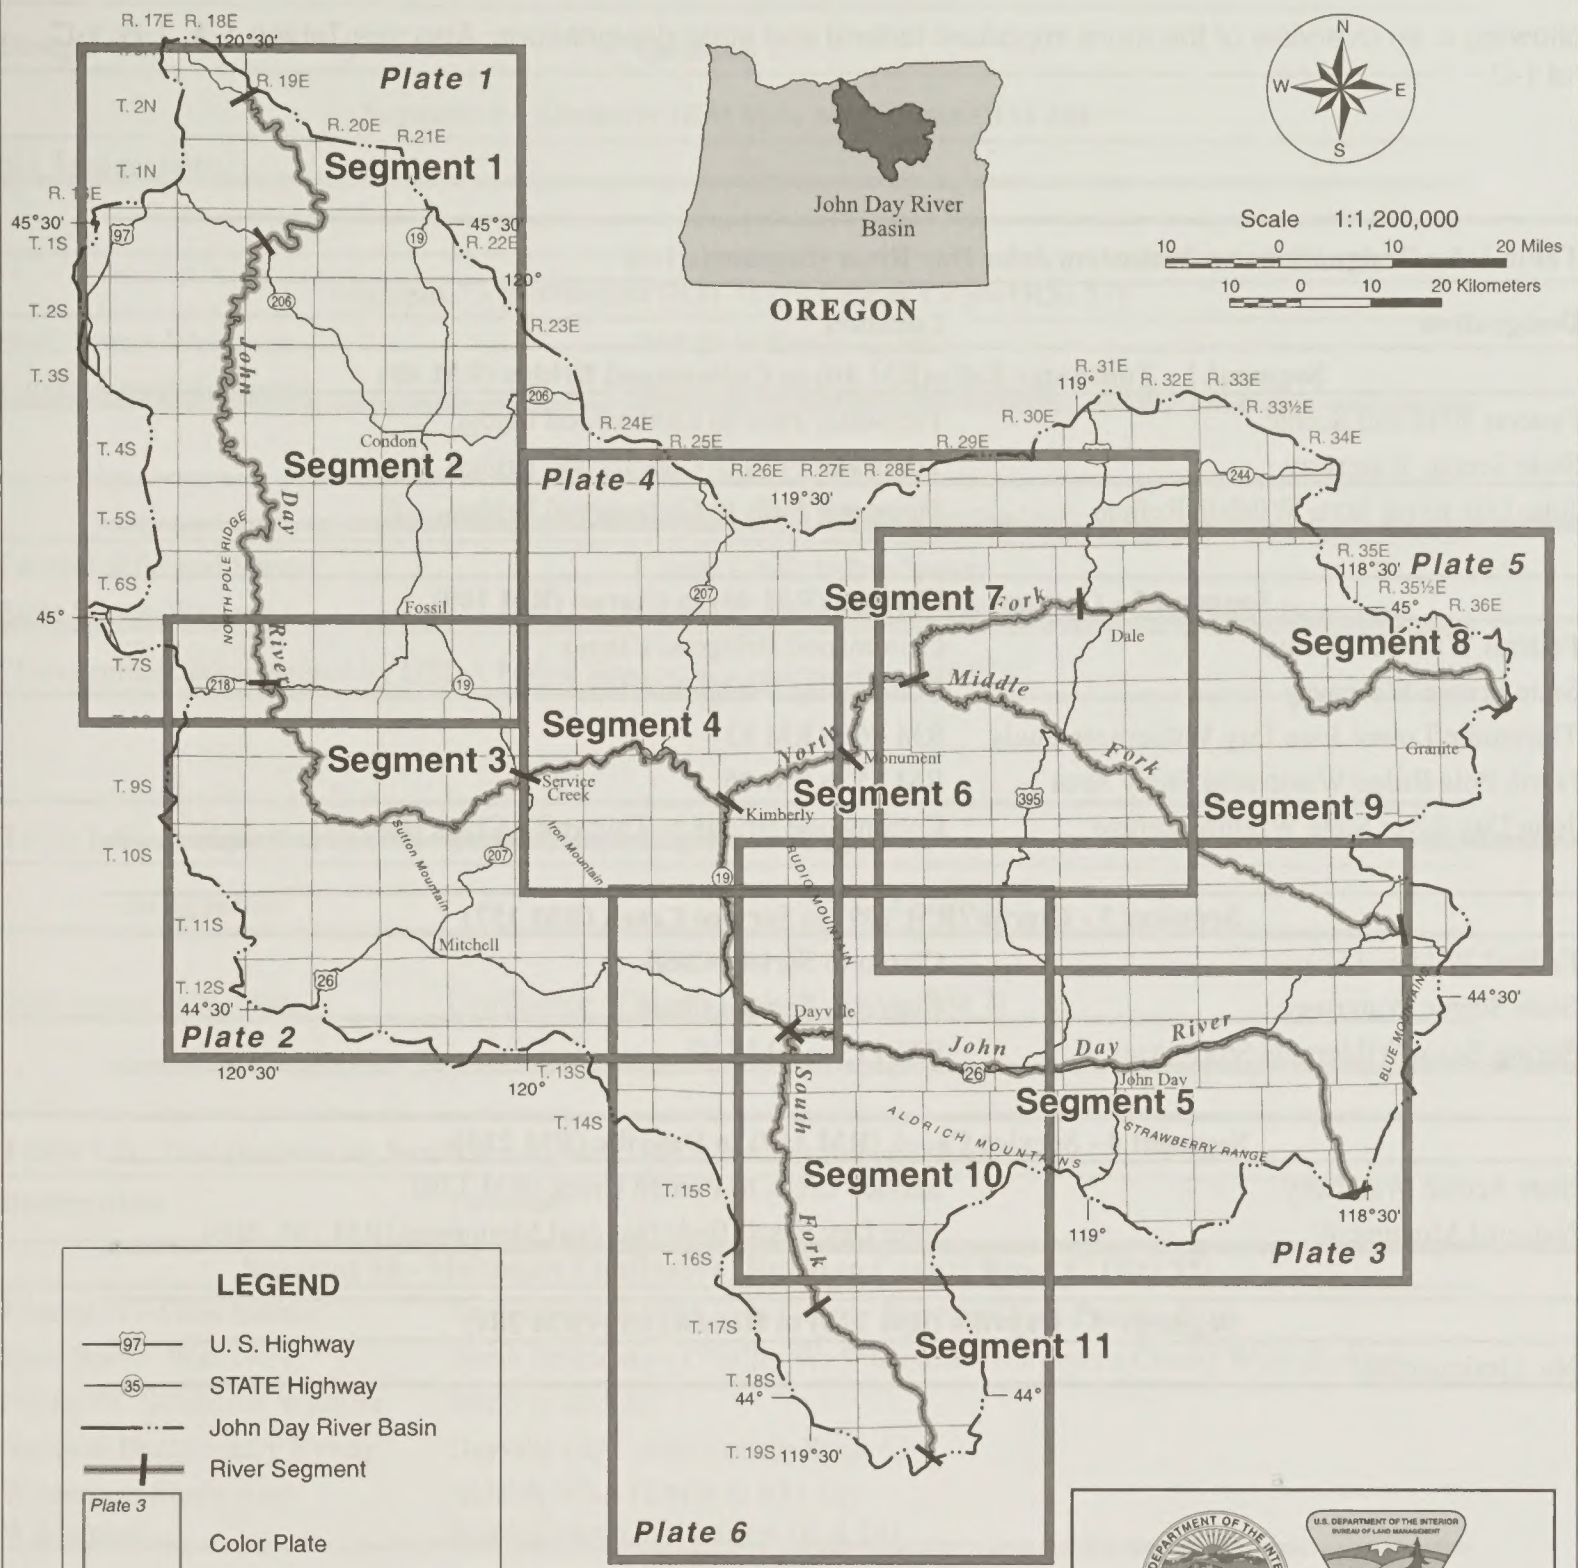 R. 17E R. 18E
120°30'
R. 19E
Plate 1
T. 2N
R. 20E
R.21E
Segment 1
T. 1N
45°30'
97
19
45°30'
T. 1S
R. 22E
120°
206
T. 2S
R.23E
John
T. 3S
206
Condon
R. 24E
R. 25E
T. 4S
Segment 2
Day
T. 5S
NORTH POLE RIDGE
T. 6S
Fossil
45°
River
T. 7S
218
19
N
W E
S
John Day River
Basin
OREGON
Scale 1:1,200,000
10 0 10 20 Miles
10 0 10 20 Kilometers
R. 31E
119°
R. 32E R. 33E
R. 33½E
R. 30E
R. 34E
R. 29E
Plate 4
R. 26E R.27E R. 28E
119°30'
244
207
R. 35E
118°30'
Plate 5
R. 35½E
45°
R. 36E
Segment 7
Fork
Dale
Segment 8
Middle
Segment 4
North
Monument
Fork
Granite
Segment 3
Service
Creek
T. 9S
Segment 6
Kimberly
395
Segment 9
Sutton Mountain
Iron Mountain
207
T. 10S
19
RUDIO MOUNTAIN
T. 11S
Mitchell
26
T. 12S
44°30'
44°30'
Dayville
Plate 2
120°30'
120°
T. 13S
John
Day
River
26
John Day
BLUE MOUNTAINS
South
Segment 5
T. 14S
ALDRICH MOUNTAINS
STRAWBERRY RANGE
Segment 10
T. 15S
118°30'
119°
Fork
Plate 3
T. 16S
T. 17S
Segment 11
T. 18S
44°
44°
T. 19S
119°30'
Plate 6
LEGEND
97 U. S. Highway
35 STATE Highway
John Day River Basin
River Segment
Plate 3
Color Plate
U.S. DEPARTMENT OF THE INTERIOR
BUREAU OF LAND MANAGEMENT
DEPARTMENT OF THE